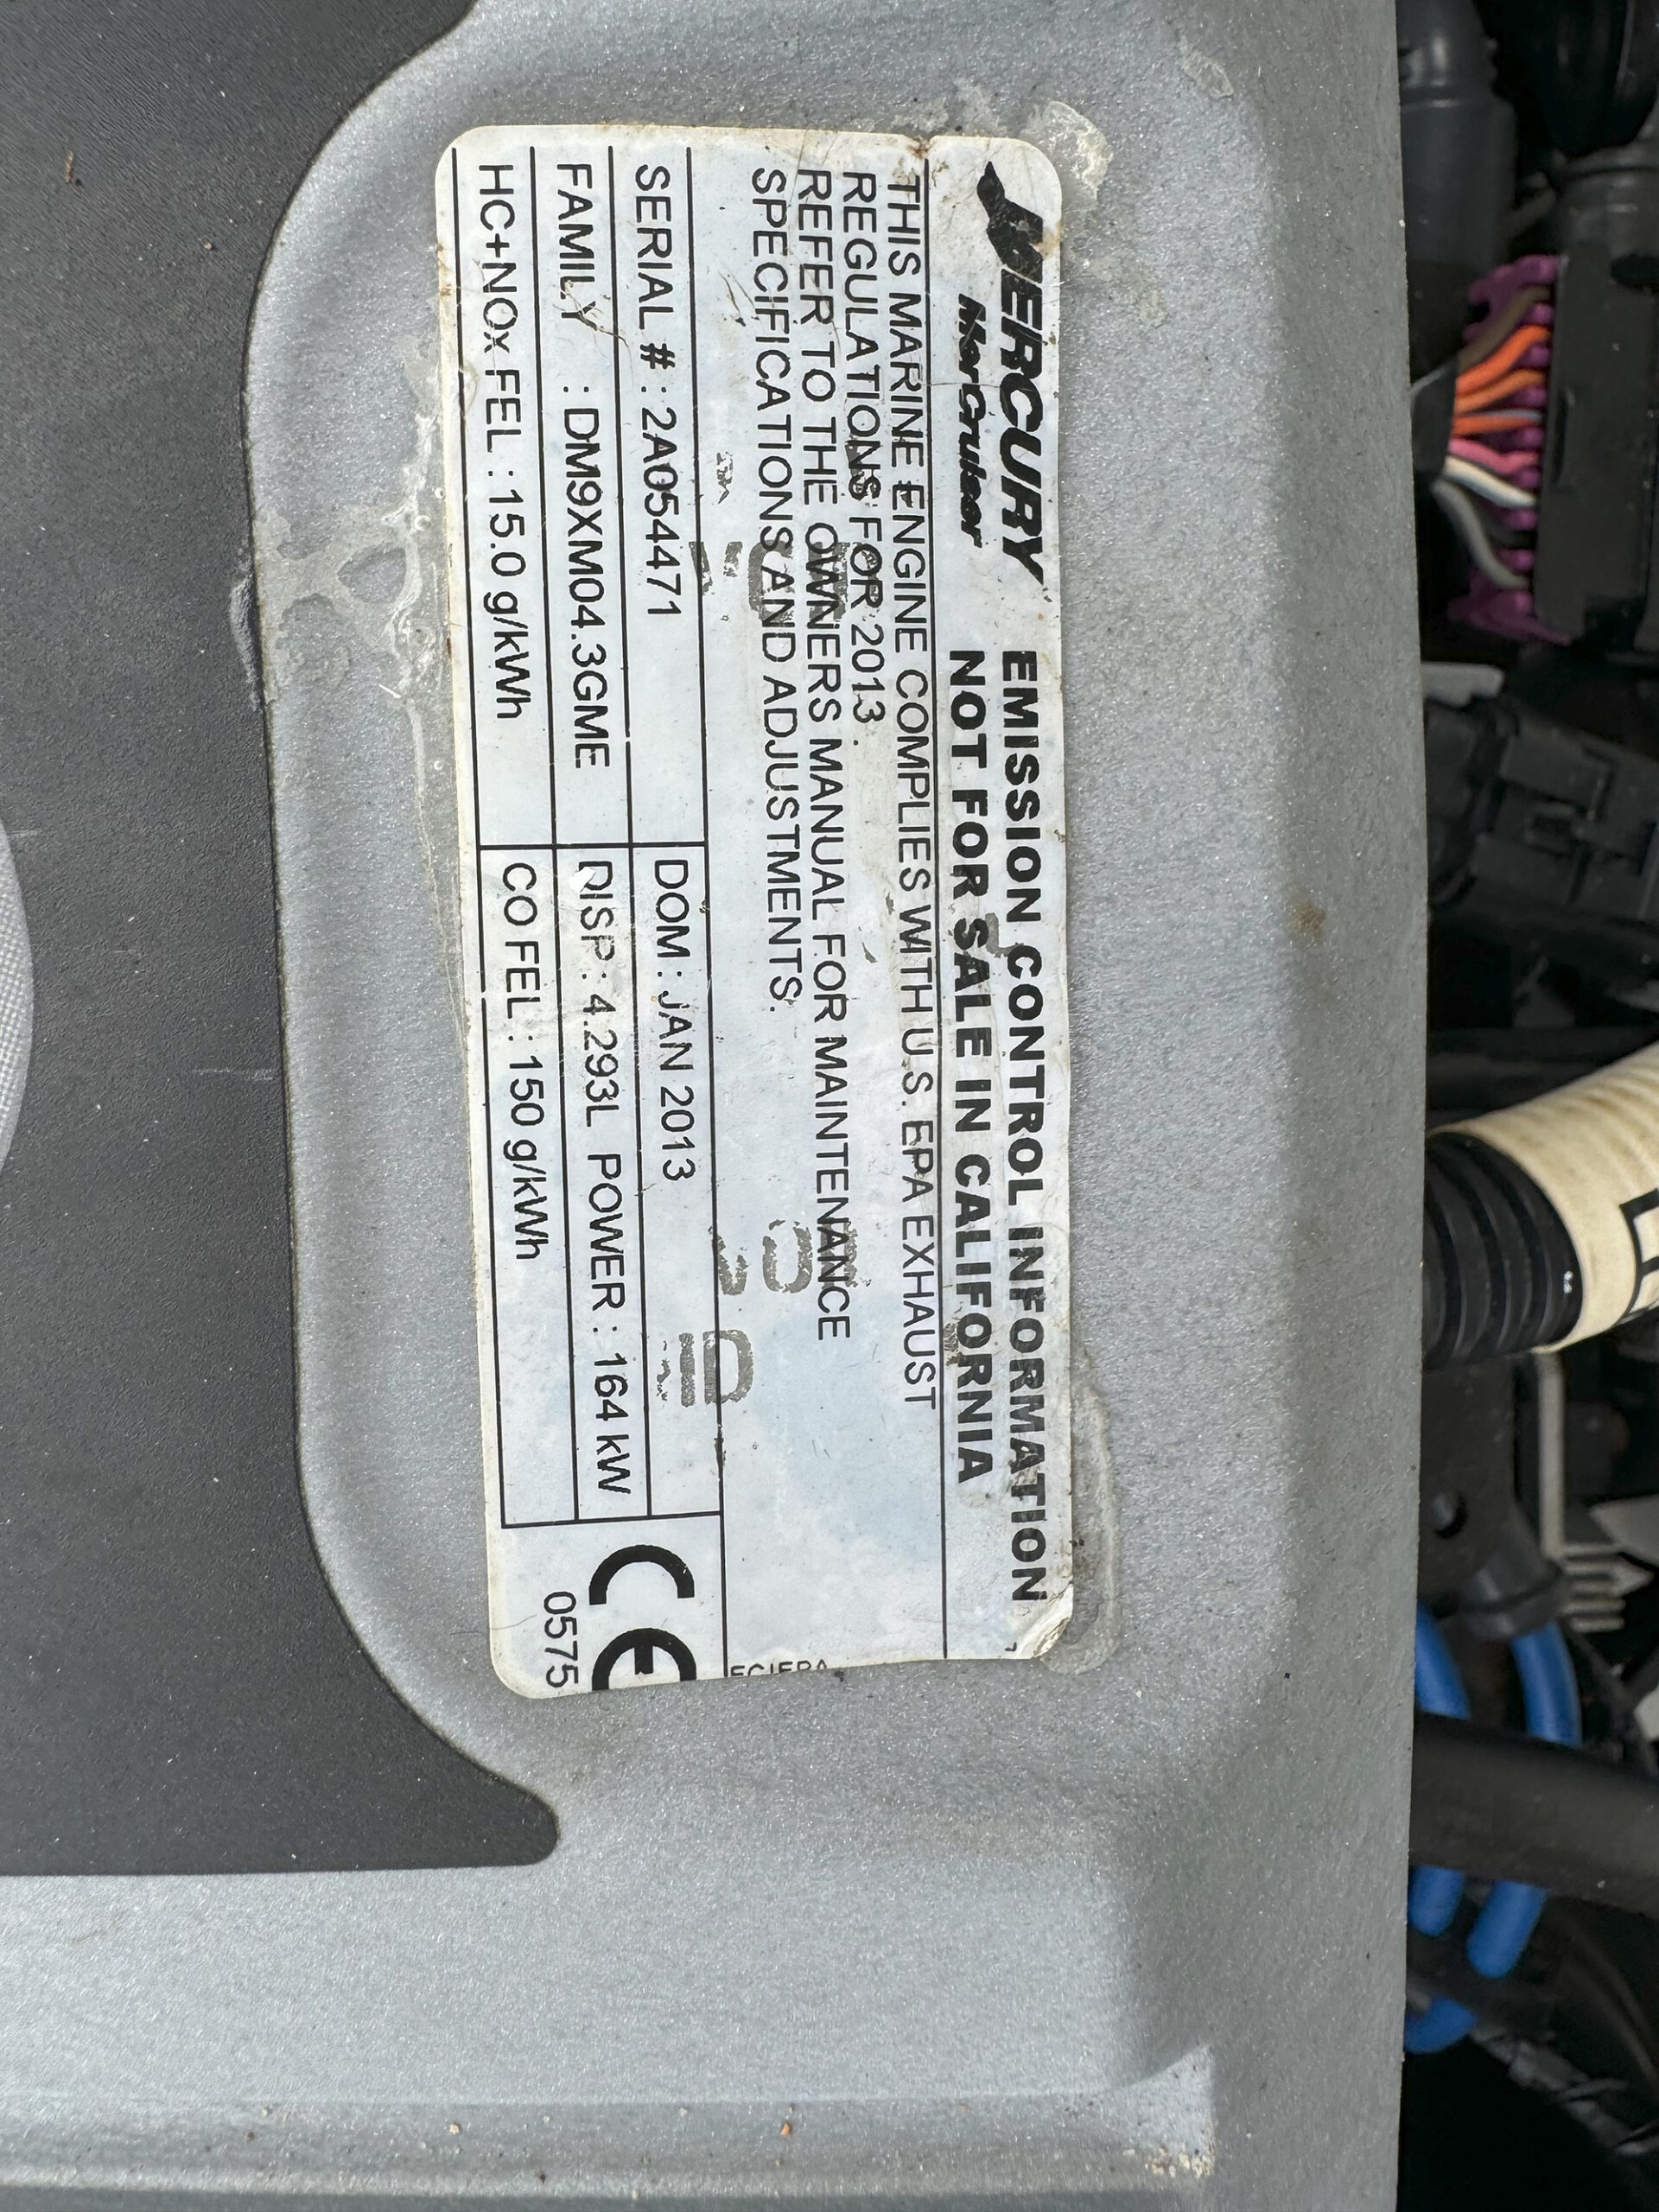 MERCURY
MerCruiser
EMISSION CONTROL INFORMATION
NOT FOR SALE IN CALIFORNIA
THIS MARINE ENGINE COMPLIES WITH U.S. EPA EXHAUST
REGULATIONS FOR 2013.
REFER TO THE OWNERS MANUAL FOR MAINTENANCE
SPECIFICATIONS AND ADJUSTMENTS.
SERIAL # : 2A054471 DOM : JAN 2013
FAMILY : DM9XM04.3GME DISP : 4.293L POWER : 164 kW
HC+NOx FEL : 15.0 g/kWh CO FEL : 150 g/kWh
CE
0575